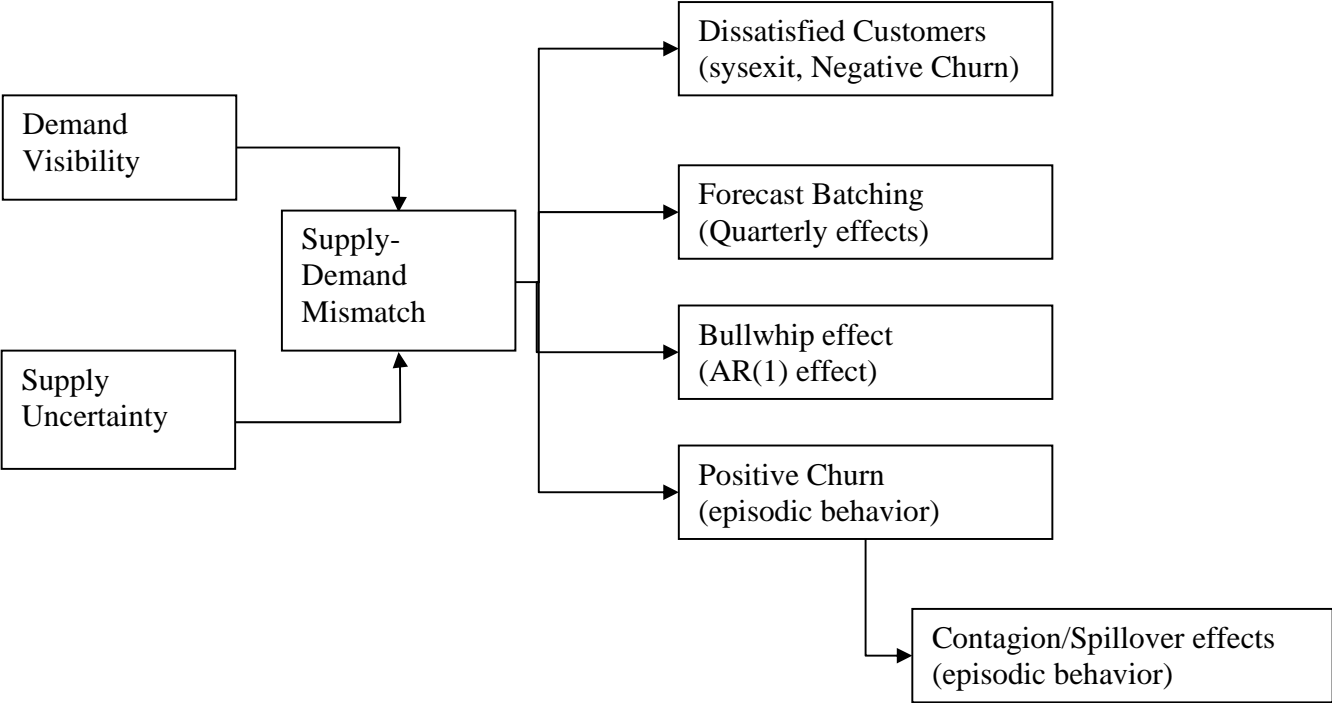 Dissatisfied Customers
(sysexit, Negative Churn)
Demand
Visibility
Forecast Batching
(Quarterly effects)
Supply-
Demand
Mismatch
Bullwhip effect
(AR(1) effect)
Supply
Uncertainty
Positive Churn
(episodic behavior)
Contagion/Spillover effects
(episodic behavior)